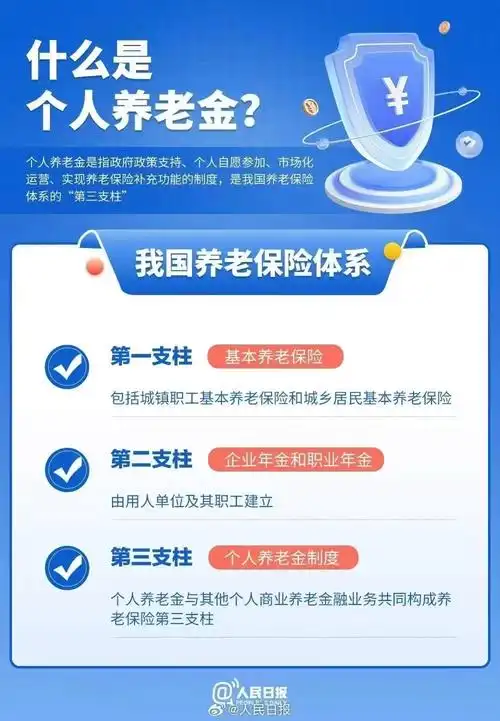 什么是
个人养老金?
¥
个人养老金是指政府政策支持、个人自愿参加、市场化
运营、实现养老保险补充功能的制度，是我国养老保险
体系的“第三支柱”
我国养老保险体系
第一支柱 基本养老保险
包括城镇职工基本养老保险和城乡居民基本养老保险
第二支柱 企业年金和职业年金
由用人单位及其职工建立
第三支柱 个人养老金制度
个人养老金与其他个人商业养老金融业务共同构成养
老保险第三支柱
@人民日报
PEOPLE'S DAILY
@人民日报